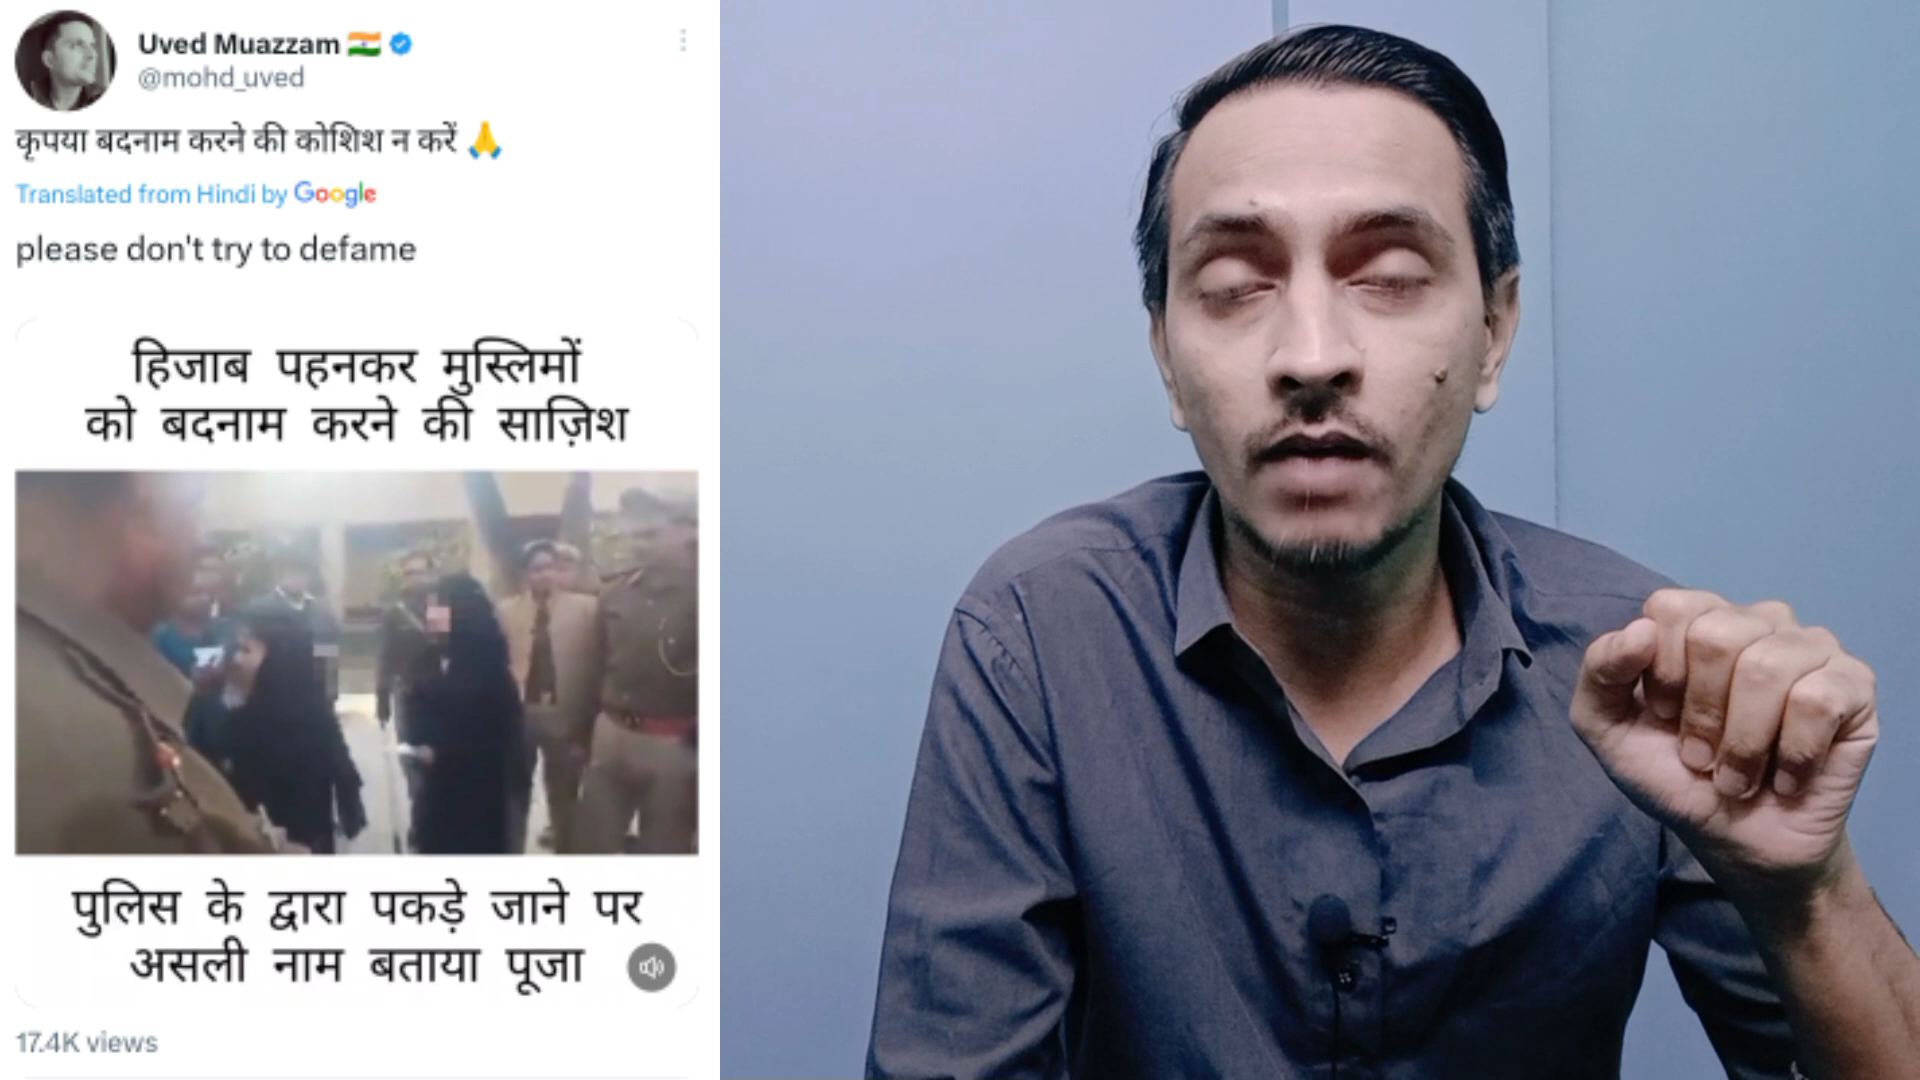 Uved Muazzam
@mohd_uved
कृपया बदनाम करने की कोशिश न करें
Translated from Hindi by Google
please don't try to defame
हिजाब पहनकर मुस्लिमों
को बदनाम करने की साज़िश
पुलिस के द्वारा पकड़े जाने पर
असली नाम बताया पूजा
17.4K views